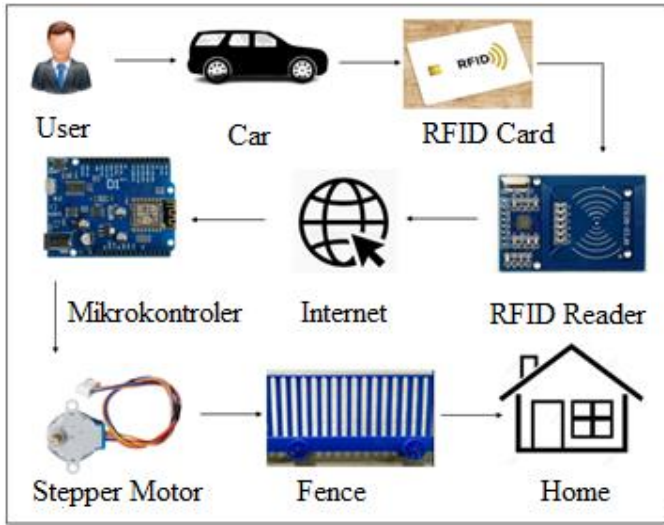 RFID
User
Car
RFID Card
D1
Mikrokontroler
Internet
RFID Reader
Stepper Motor
Fence
Home